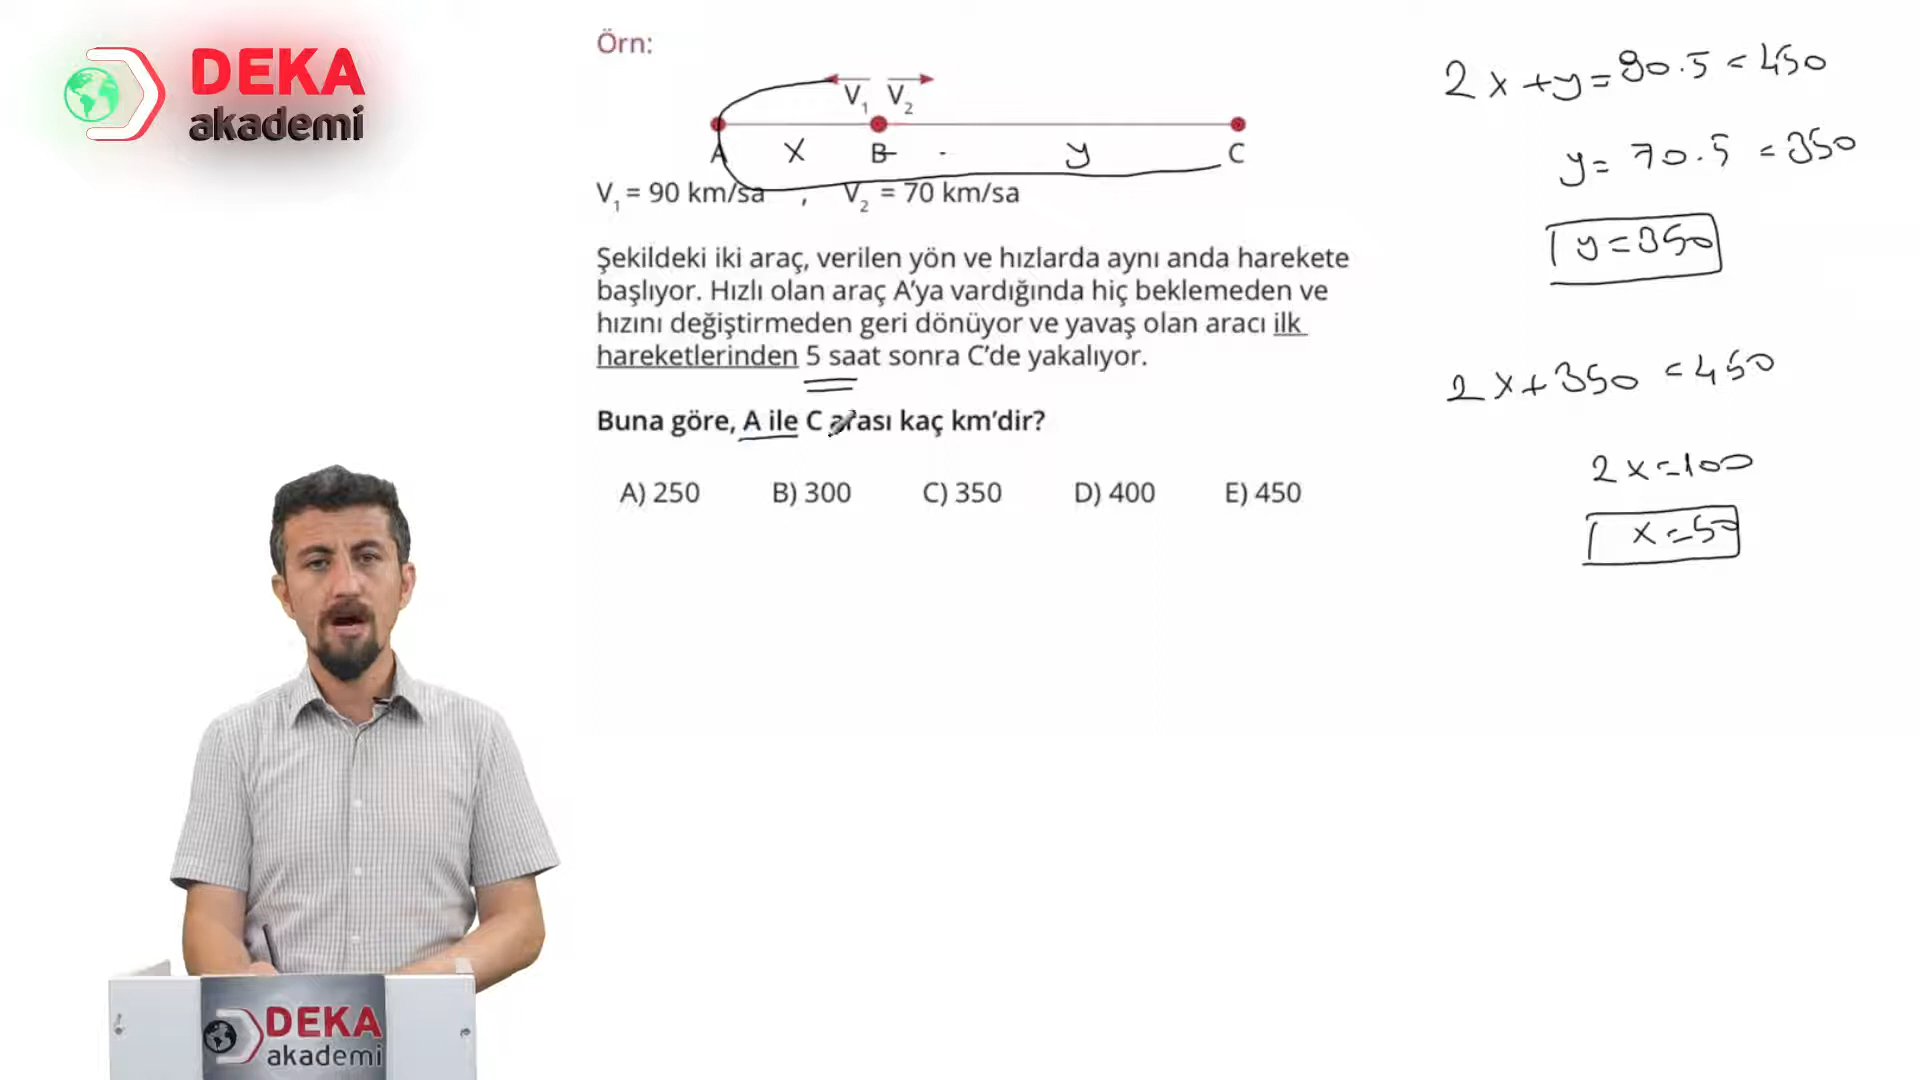 DEKA
akademi
Örn:
V1 V2
A x B y C
V1 = 90 km/sa , V2 = 70 km/sa
Şekildeki iki araç, verilen yön ve hızlarda aynı anda harekete
başlıyor. Hızlı olan araç A’ya vardığında hiç beklemeden ve
hızını değiştirmeden geri dönüyor ve yavaş olan aracı ilk
hareketlerinden 5 saat sonra C’de yakalıyor.
Buna göre, A ile C arası kaç km’dir?
A) 250 B) 300 C) 350 D) 400 E) 450
2x+y=90.5=450
y=70.5=350
y=350
2x+350=450
2x=100
x=50
DEKA
akademi